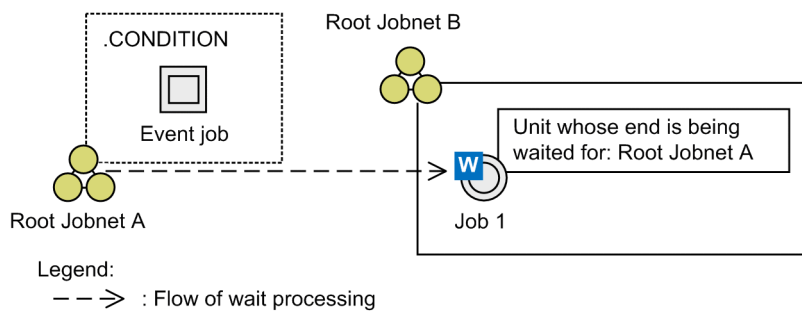 Root Jobnet B
.CONDITION
Event job
Unit whose end is being
waited for: Root Jobnet A
W
Root Jobnet A
Job 1
Legend:
: Flow of wait processing